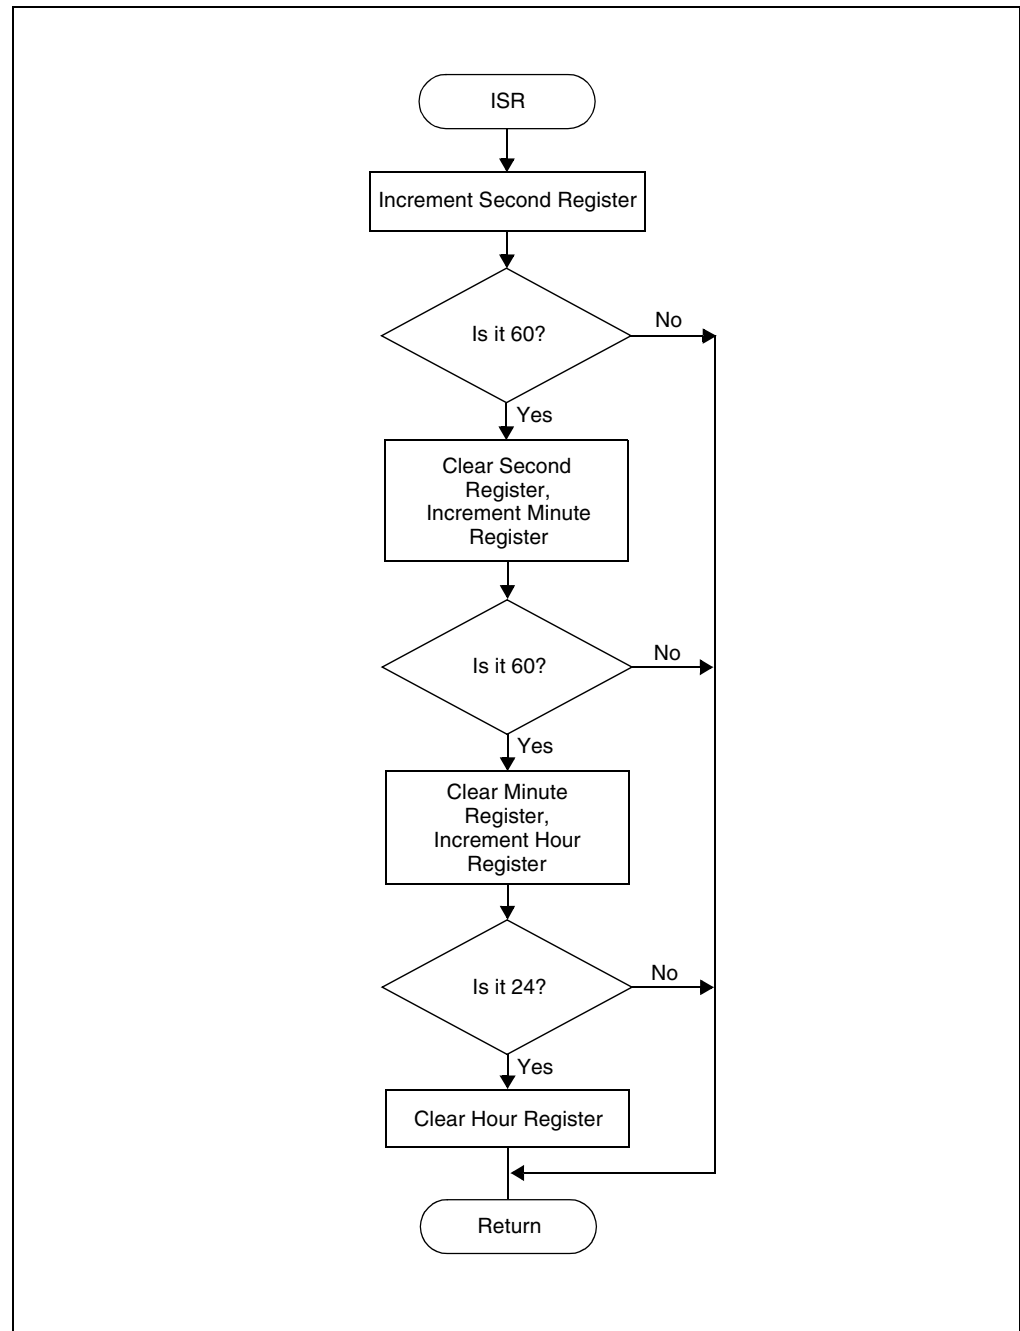 ISR
Increment Second Register
Is it 60?
No
Yes
Clear Second
Register,
Increment Minute
Register
Is it 60?
No
Yes
Clear Minute
Register,
Increment Hour
Register
Is it 24?
No
Yes
Clear Hour Register
Return